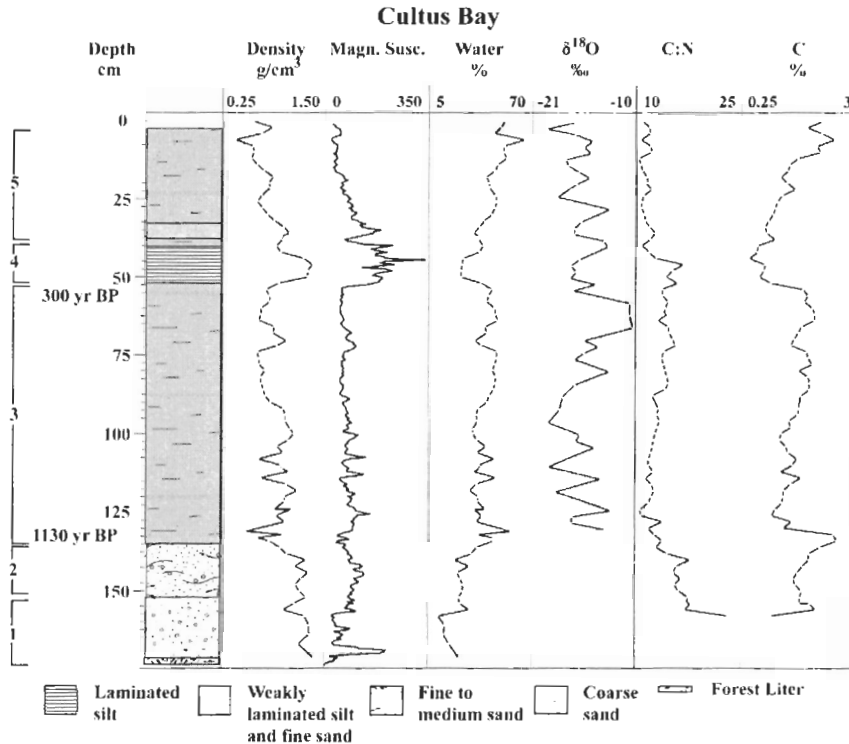 Cultus Bay
Depth Density Magn. Susc. Water δ18O C:N C
cm g/cm3 % ‰ %
0.25 1.50 0 350 5 70 -21 -10 10 25 0.25 3
0
25
50
300 yr BP
75
100
125
1130 yr BP
150
5
4
3
2
1
Laminated silt
Weakly laminated silt and fine sand
Fine to medium sand
Coarse sand
Forest Liter